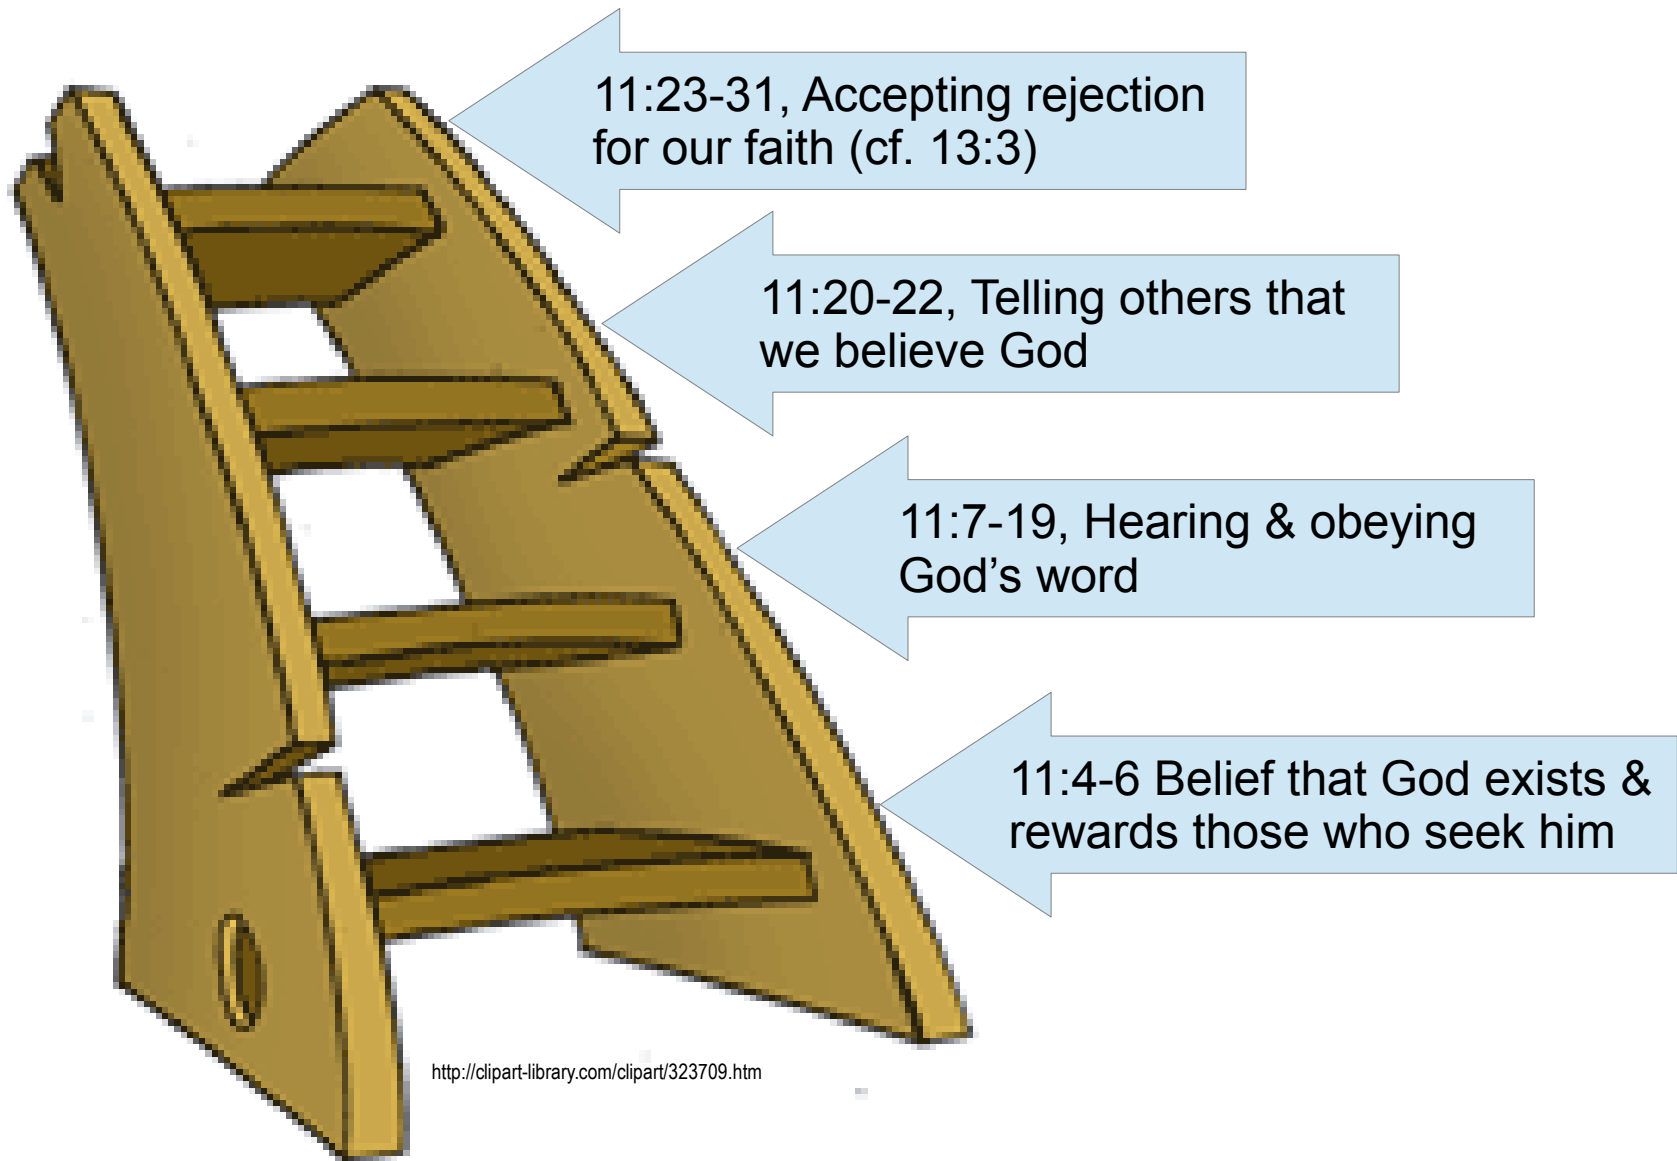 11:23-31, Accepting rejection
for our faith (cf. 13:3)
11:20-22, Telling others that
we believe God
11:7-19, Hearing & obeying
God’s word
11:4-6 Belief that God exists &
rewards those who seek him
http://clipart-library.com/clipart/323709.htm